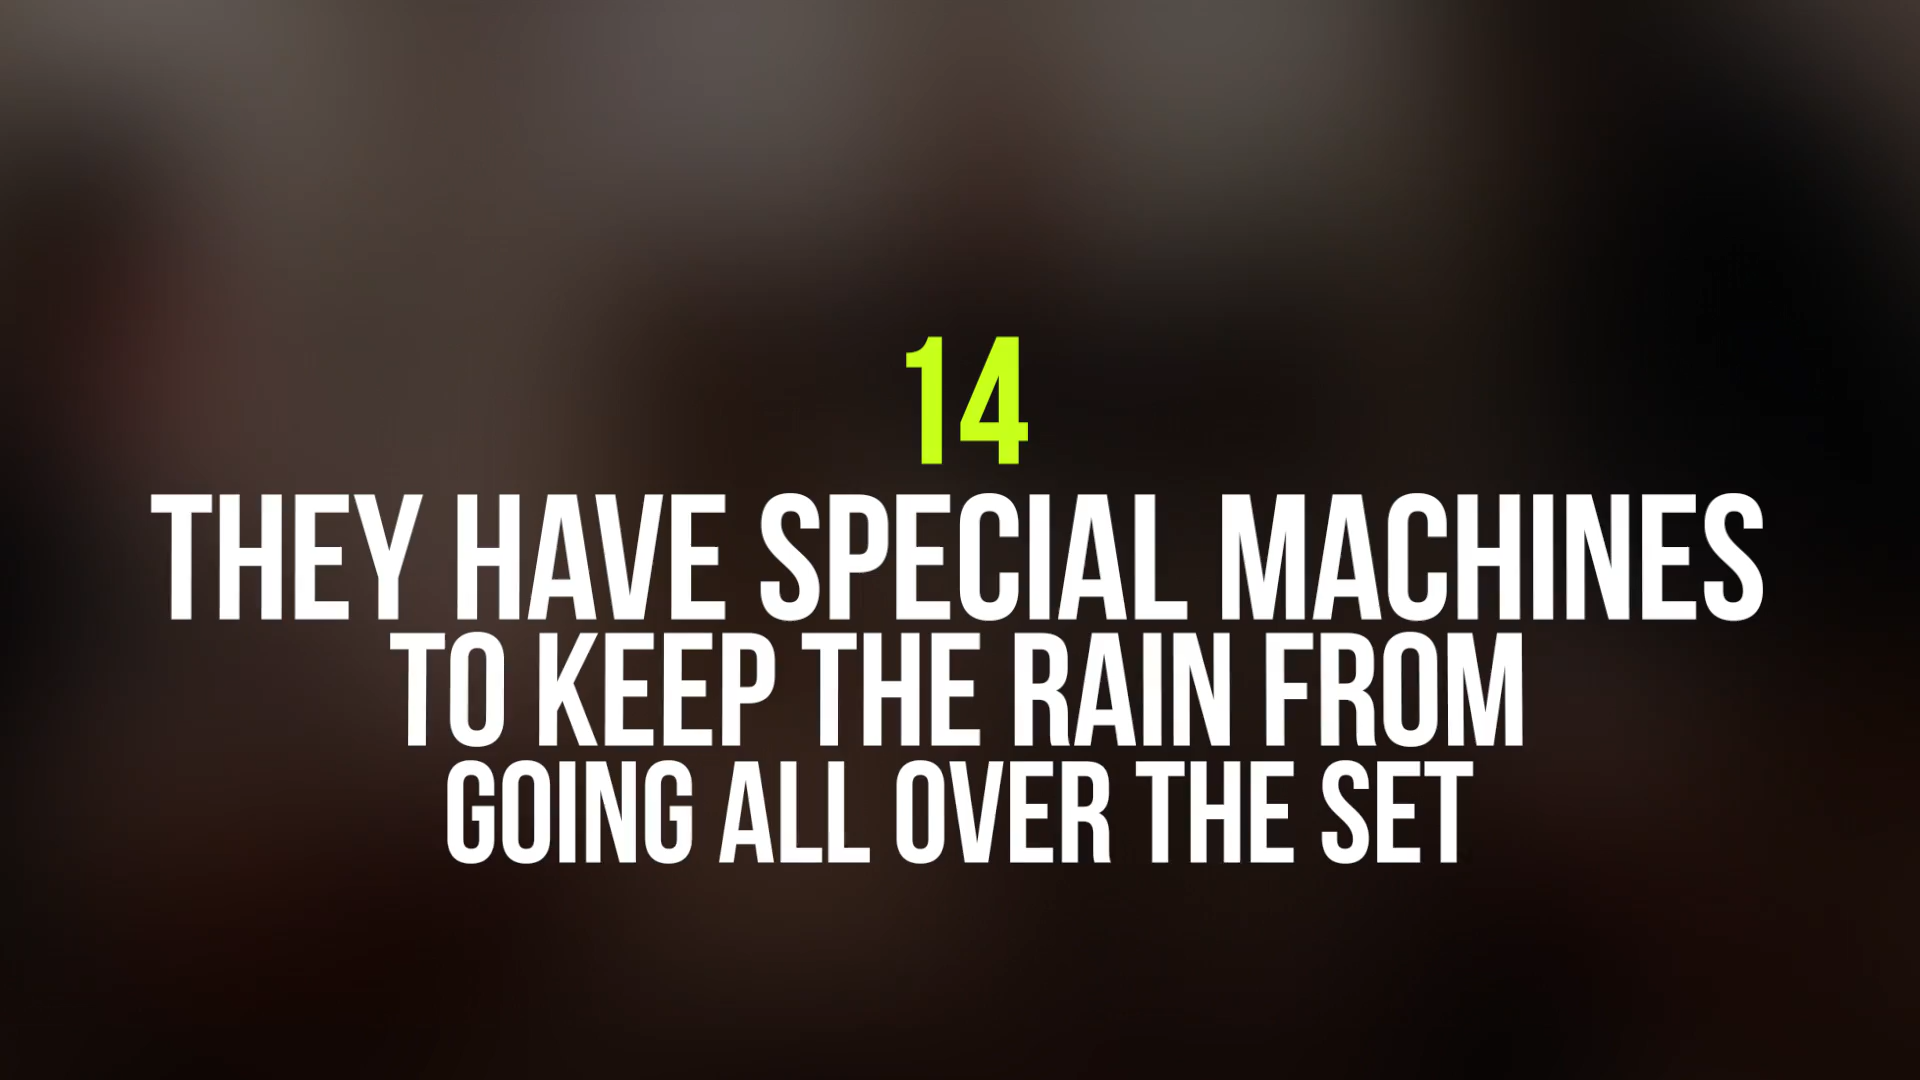 14
THEY HAVE SPECIAL MACHINES
TO KEEP THE RAIN FROM
GOING ALL OVER THE SET